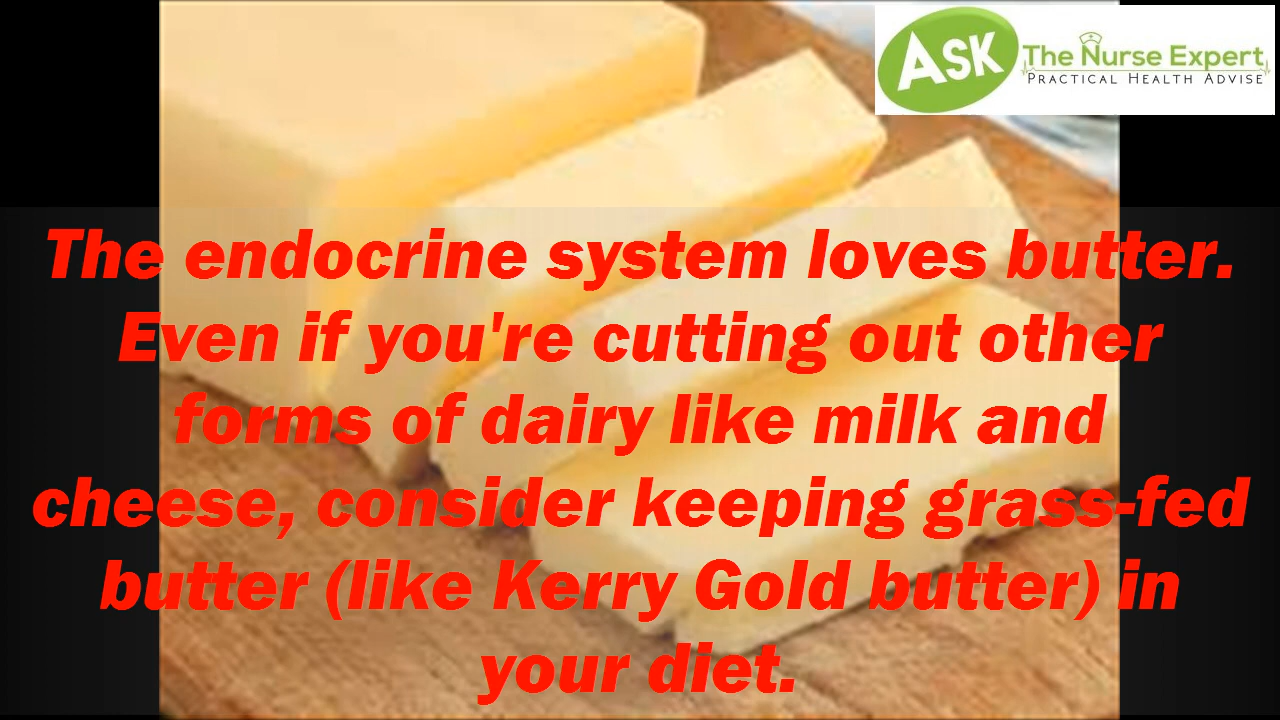 ASK The Nurse Expert
PRACTICAL HEALTH ADVISE
The endocrine system loves butter.
Even if you're cutting out other
forms of dairy like milk and
cheese, consider keeping grass-fed
butter (like Kerry Gold butter) in
your diet.